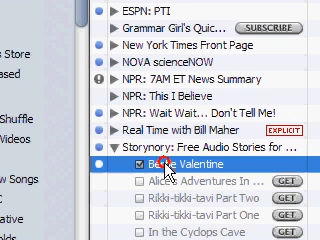 ESPN: PTI
Grammar Girl's Quic... SUBSCRIBE
s Store
New York Times Front Page
NOVA scienceNOW
ased
NPR: 7AM ET News Summary
NPR: This I Believe
Shuffle
NPR: Wait Wait... Don't Tell Me!
Videos
Real Time with Bill Maher EXPLICIT
Storynory: Free Audio Stories for ...
Valentine
w Songs
Alice's Adventures In ... GET
Rikki-tikki-tavi Part Two GET
ative
Rikki-tikki-tavi Part One GET
olds
In the Cyclops Cave GET